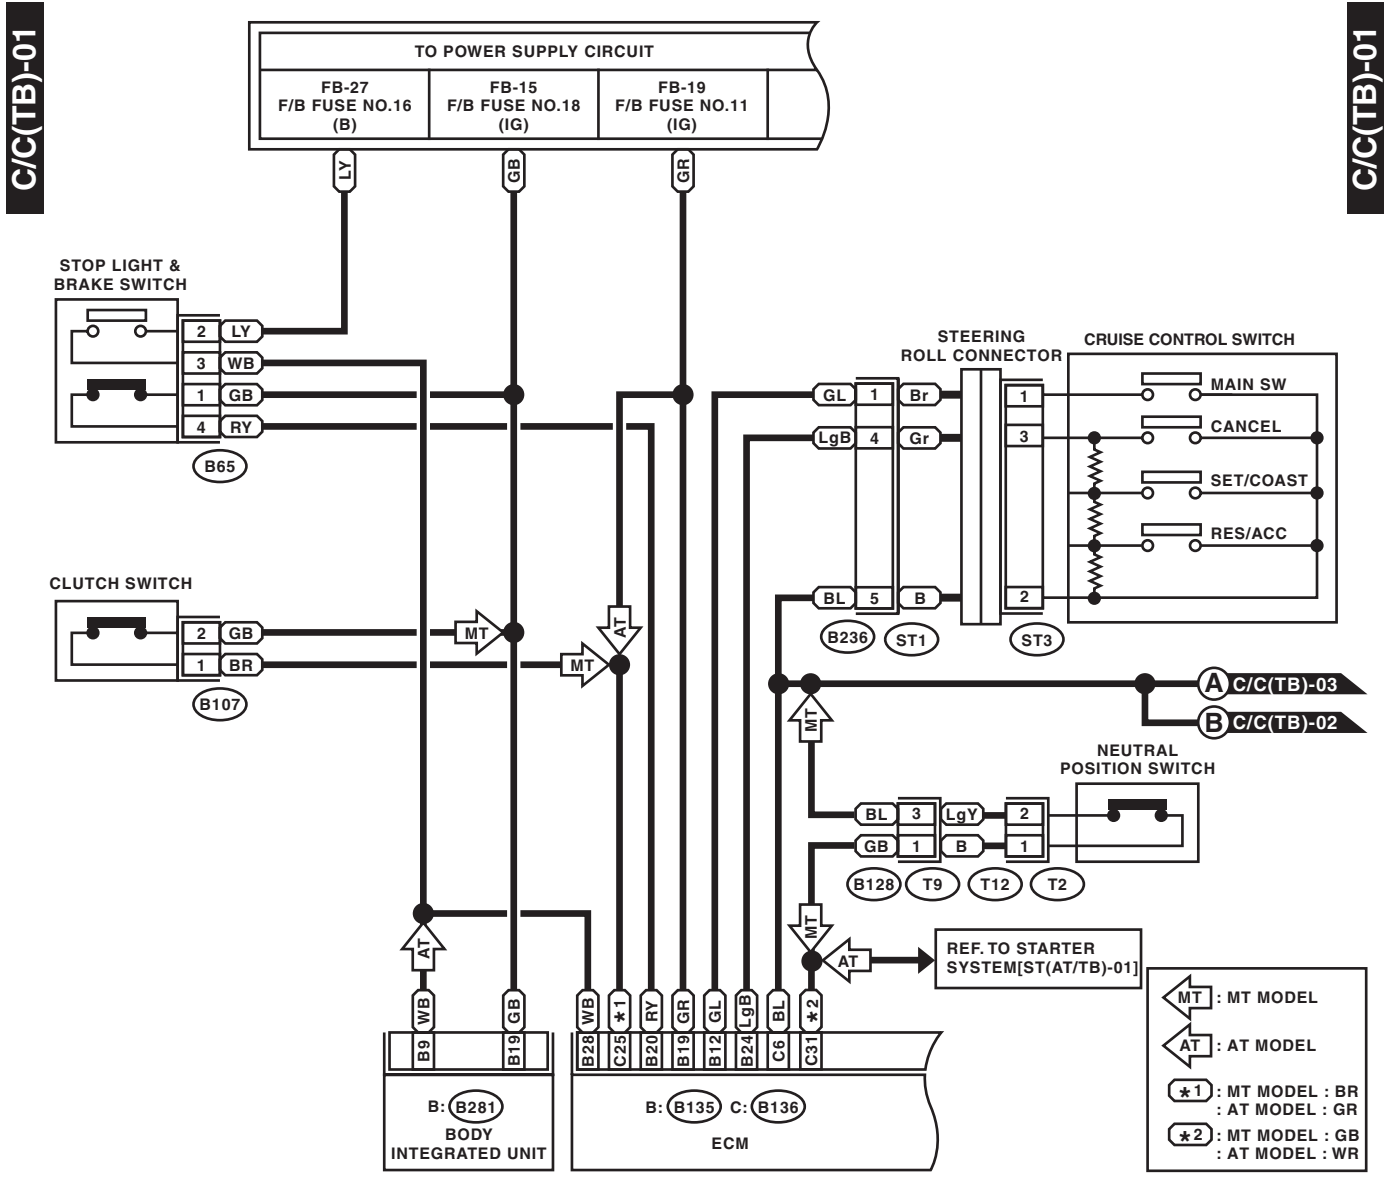 C/C(TB)-01
C/C(TB)-01
TO POWER SUPPLY CIRCUIT
FB-27
F/B FUSE NO.16
(B)
FB-15
F/B FUSE NO.18
(IG)
FB-19
F/B FUSE NO.11
(IG)
LY
GB
GR
STOP LIGHT &
BRAKE SWITCH
2 LY
3 WB
1 GB
4 RY
B65
STEERING
ROLL CONNECTOR
CRUISE CONTROL SWITCH
GL 1 Br
1
MAIN SW
LgB 4 Gr
3
CANCEL
SET/COAST
RES/ACC
BL 5 B
2
B236
ST1
ST3
CLUTCH SWITCH
2 GB
1 BR
B107
MT
MT
AT
A C/C(TB)-03
B C/C(TB)-02
MT
NEUTRAL
POSITION SWITCH
BL 3 LgY 2
GB 1 B 1
B128
T9
T12
T2
MT
AT
AT
REF. TO STARTER
SYSTEM[ST(AT/TB)-01]
WB
GB
WB
*1
RY
GR
GL
LgB
BL
*2
B9
B19
B28
C25
B20
B19
B12
B24
C6
C31
B: B281
BODY
INTEGRATED UNIT
B: B135 C: B136
ECM
MT : MT MODEL
AT : AT MODEL
*1 : MT MODEL : BR
: AT MODEL : GR
*2 : MT MODEL : GB
: AT MODEL : WR